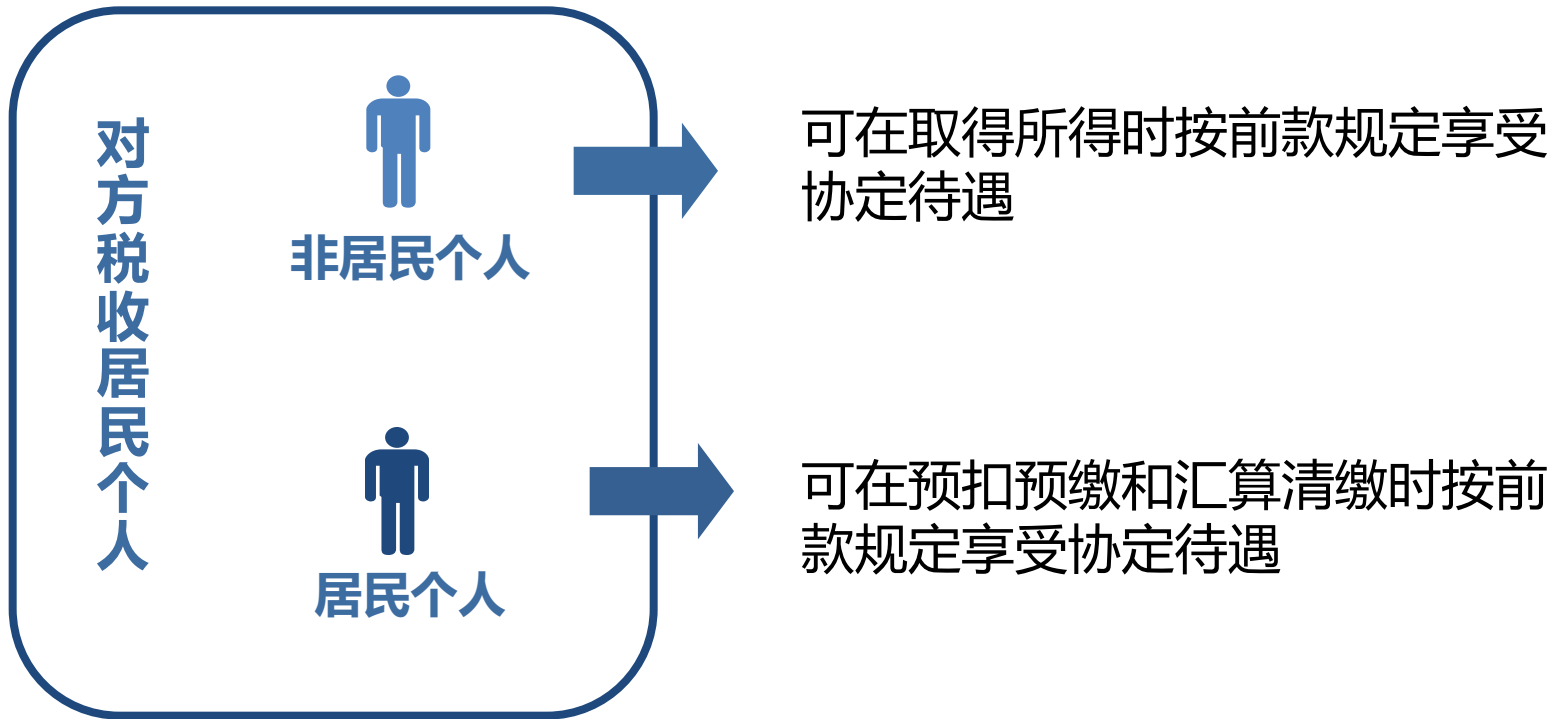 对方税收居民个人
非居民个人
可在取得所得时按前款规定享受
协定待遇
居民个人
可在预扣预缴和汇算清缴时按前
款规定享受协定待遇